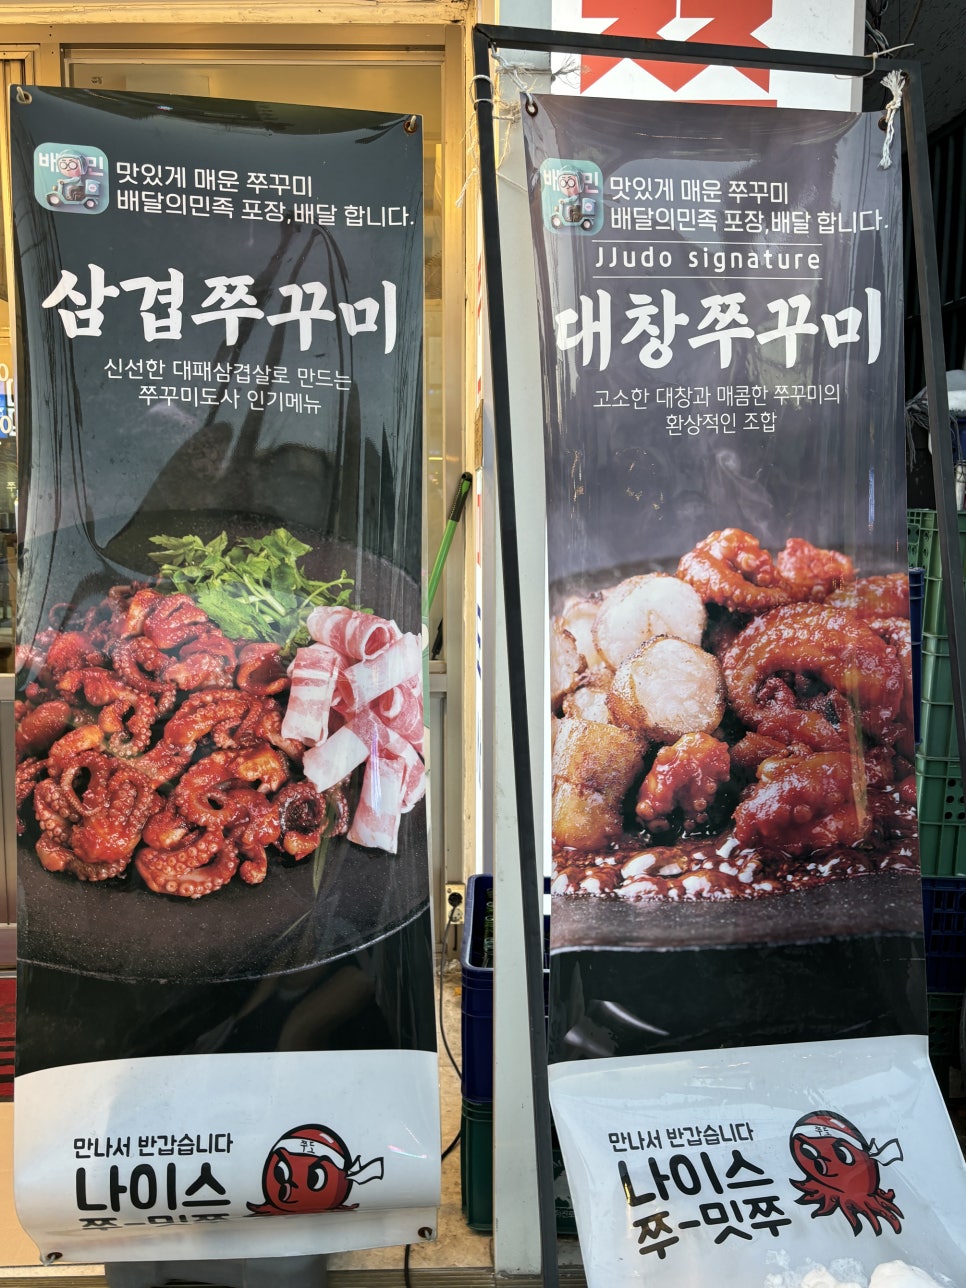 배민
맛있게 매운 쭈꾸미
배달의민족 포장,배달 합니다.
삼겹쭈꾸미
신선한 대패삼겹살로 만드는
쭈꾸미도사 인기메뉴
만나서 반갑습니다
나이스
쭈-밋쭈
쭈도
배민
맛있게 매운 쭈꾸미
배달의민족 포장,배달 합니다.
JJudo signature
대창쭈꾸미
고소한 대창과 매콤한 쭈꾸미의
환상적인 조합
만나서 반갑습니다
나이스
쭈-밋쭈
쭈도